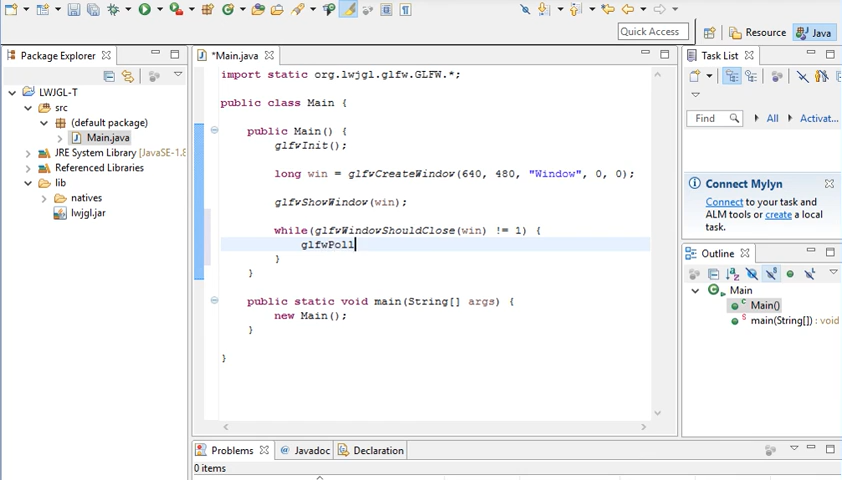 Quick Access
Resource
Java
Package Explorer
*Main.java
Task List
LWJGL-T
src
(default package)
Main.java
JRE System Library [JavaSE-1.8
Referenced Libraries
lib
natives
lwjgl.jar
import static org.lwjgl.glfw.GLFW.*;
public class Main {
public Main() {
glfwInit();
long win = glfwCreateWindow(640, 480, "Window", 0, 0);
glfwShowWindow(win);
while(glfwWindowShouldClose(win) != 1) {
glfwPoll
}
}
public static void main(String[] args) {
new Main();
}
}
Find
All
Activat...
Connect Mylyn
Connect to your task and
ALM tools or create a local
task.
Outline
Main
Main()
main(String[]) : void
Problems
Javadoc
Declaration
0 items